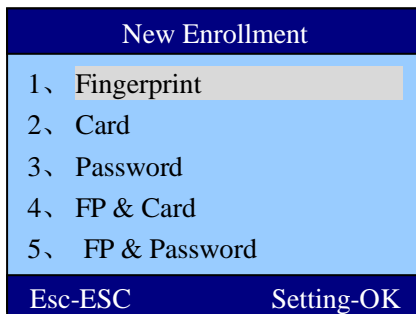 New Enrollment
1、 Fingerprint
2、 Card
3、 Password
4、 FP & Card
5、 FP & Password
Esc-ESC Setting-OK